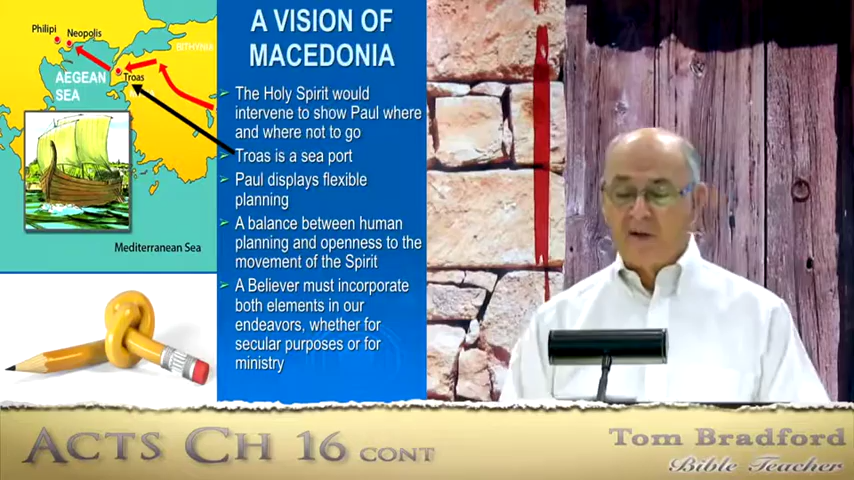 Philipi
Neopolis
BITHYNIA
AEGEAN
SEA
Troas
Mediterranean Sea
A VISION OF
MACEDONIA
The Holy Spirit would
intervene to show Paul where
and where not to go
Troas is a sea port
Paul displays flexible
planning
A balance between human
planning and openness to the
movement of the Spirit
A Believer must incorporate
both elements in our
endeavors, whether for
secular purposes or for
ministry
ACTS CH 16 CONT
Tom Bradford
Bible Teacher